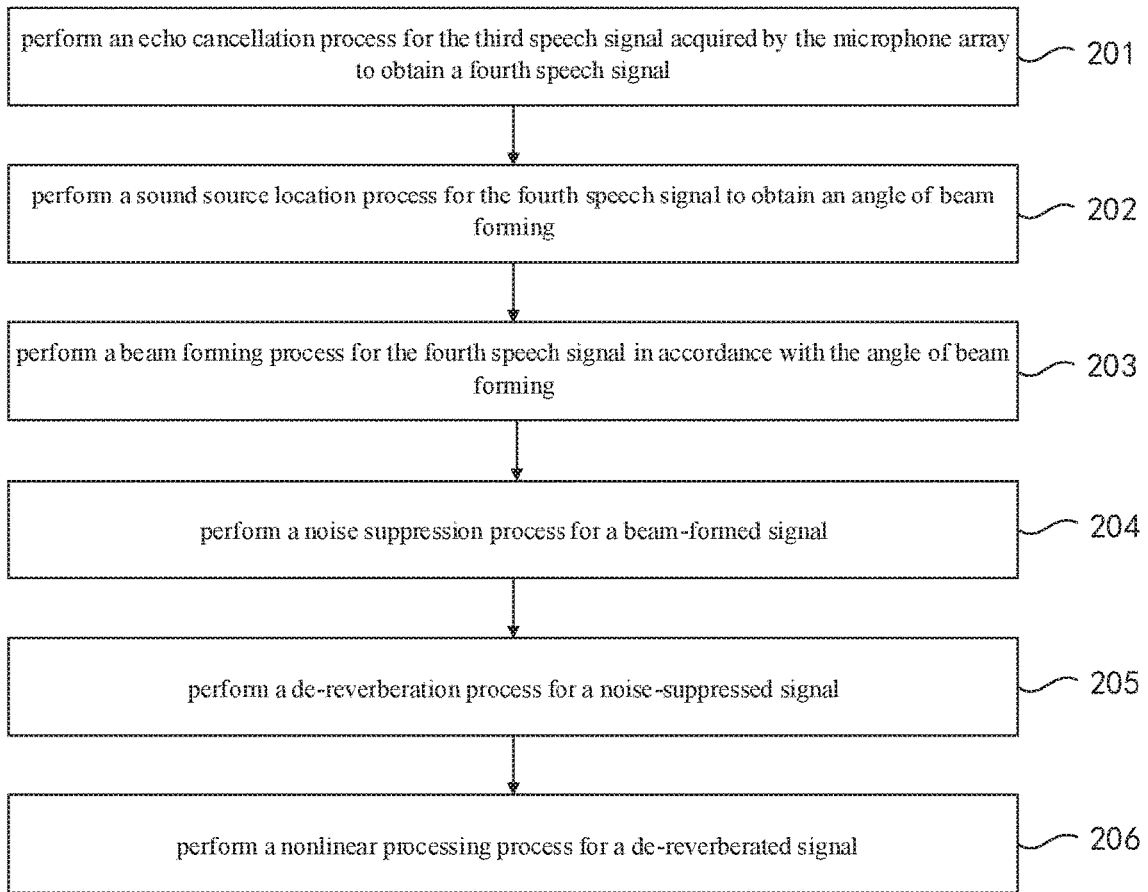 perform an echo cancellation process for the third speech signal acquired by the microphone array
to obtain a fourth speech signal
201
perform a sound source location process for the fourth speech signal to obtain an angle of beam
forming
202
perform a beam forming process for the fourth speech signal in accordance with the angle of beam
forming
203
perform a noise suppression process for a beam-formed signal
204
perform a de-reverberation process for a noise-suppressed signal
205
perform a nonlinear processing process for a de-reverberated signal
206